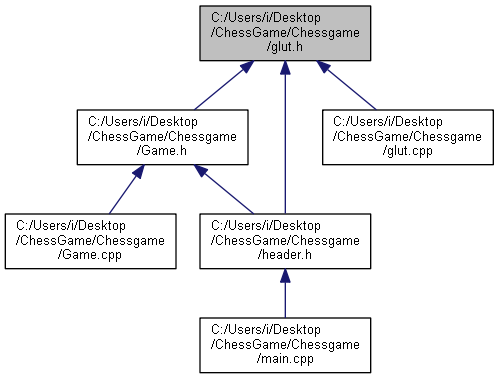 C:/Users/i/Desktop
/ChessGame/Chessgame
/glut.h
C:/Users/i/Desktop
/ChessGame/Chessgame
/Game.h
C:/Users/i/Desktop
/ChessGame/Chessgame
/glut.cpp
C:/Users/i/Desktop
/ChessGame/Chessgame
/Game.cpp
C:/Users/i/Desktop
/ChessGame/Chessgame
/header.h
C:/Users/i/Desktop
/ChessGame/Chessgame
/main.cpp